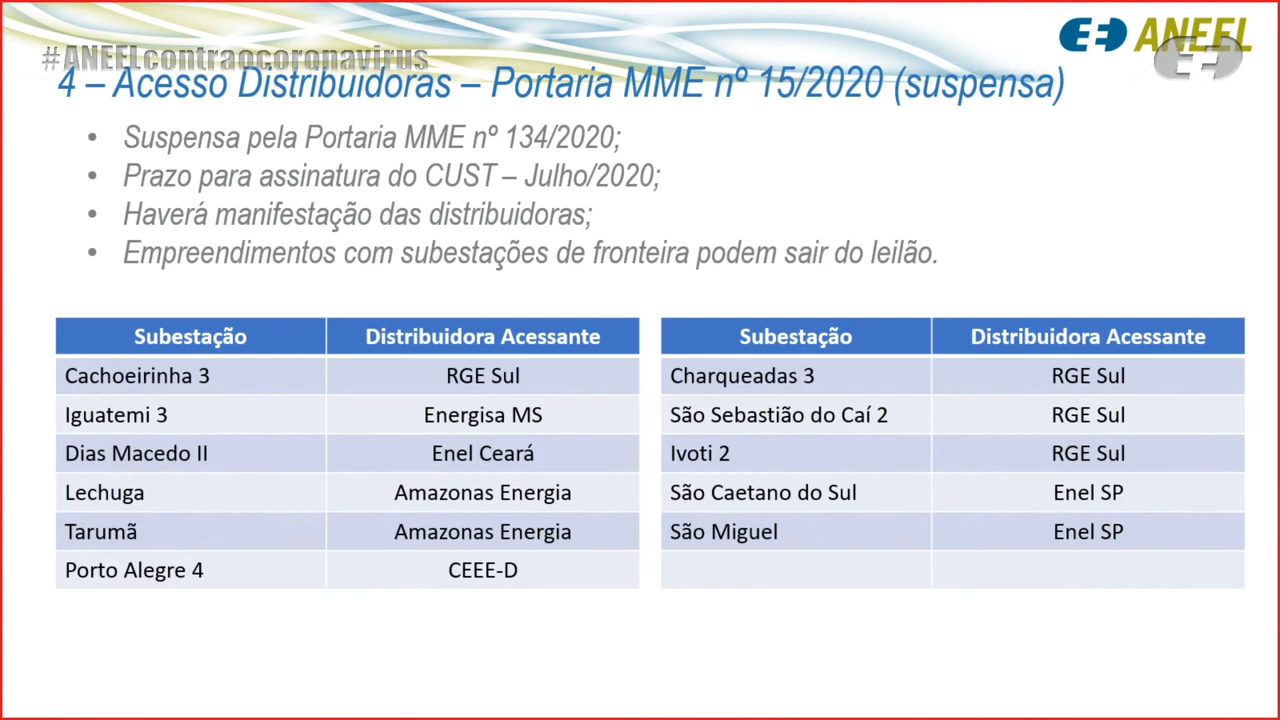 ANEEL
#ANEELcontraocoronavirus
4 – Acesso Distribuidoras – Portaria MME nº 15/2020 (suspensa)
• Suspensa pela Portaria MME nº 134/2020;
• Prazo para assinatura do CUST – Julho/2020;
• Haverá manifestação das distribuidoras;
• Empreendimentos com subestações de fronteira podem sair do leilão.
Subestação Distribuidora Acessante
Cachoeirinha 3 RGE Sul
Iguatemi 3 Energisa MS
Dias Macedo II Enel Ceará
Lechuga Amazonas Energia
Tarumã Amazonas Energia
Porto Alegre 4 CEEE-D
Subestação Distribuidora Acessante
Charqueadas 3 RGE Sul
São Sebastião do Caí 2 RGE Sul
Ivoti 2 RGE Sul
São Caetano do Sul Enel SP
São Miguel Enel SP